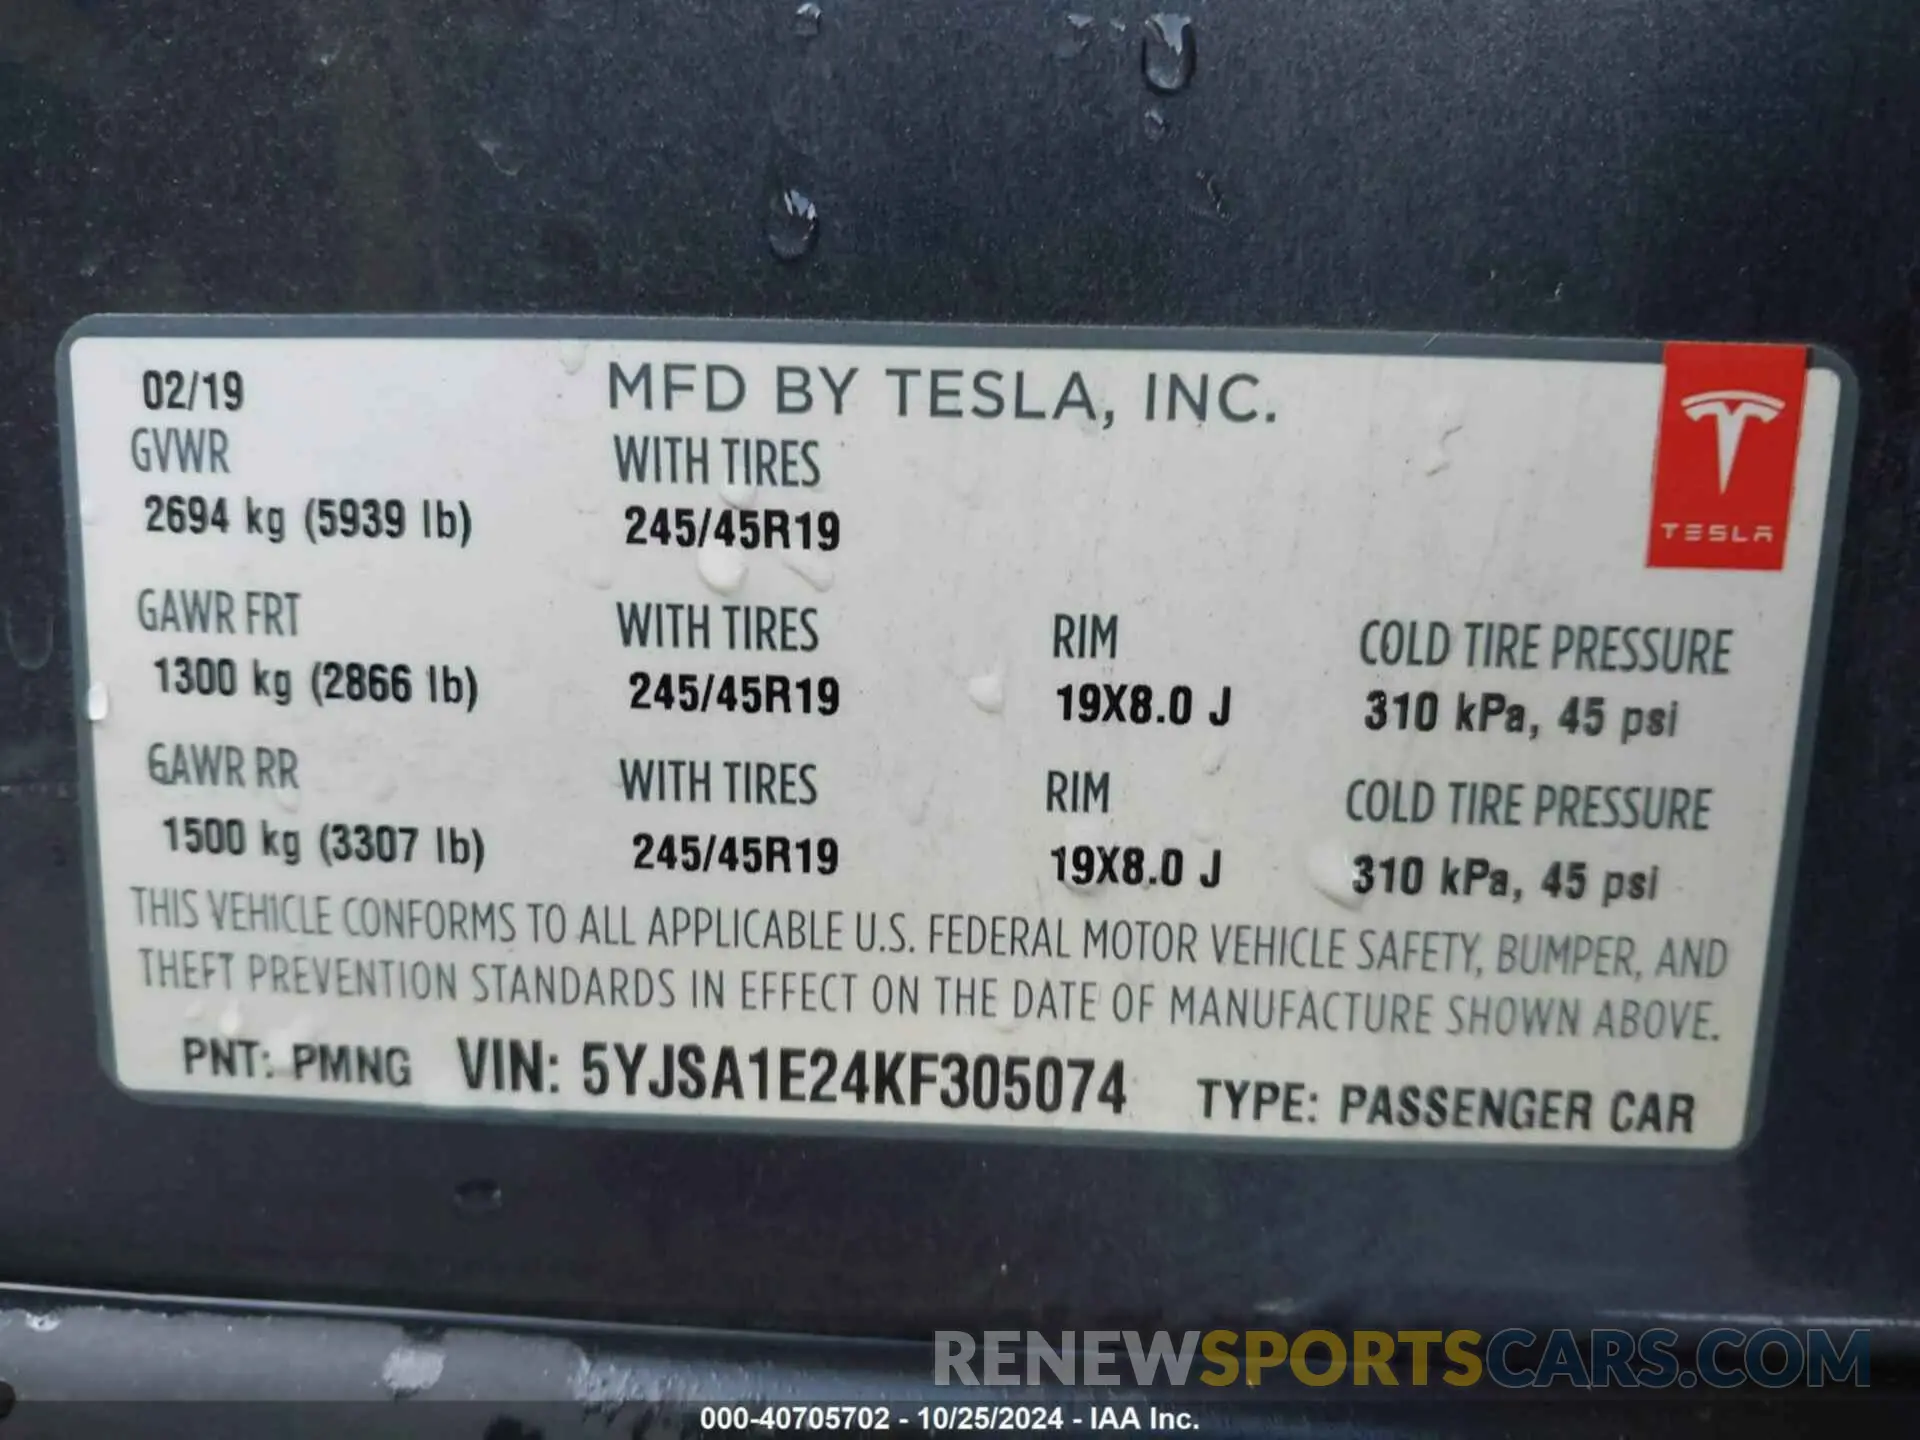 02/19 MFD BY TESLA, INC.
GVWR WITH TIRES
2694 kg (5939 lb) 245/45R19
TESLA
GAWR FRT WITH TIRES RIM COLD TIRE PRESSURE
1300 kg (2866 lb) 245/45R19 19X8.0 J 310 kPa, 45 psi
GAWR RR WITH TIRES RIM COLD TIRE PRESSURE
1500 kg (3307 lb) 245/45R19 19X8.0 J 310 kPa, 45 psi
THIS VEHICLE CONFORMS TO ALL APPLICABLE U.S. FEDERAL MOTOR VEHICLE SAFETY, BUMPER, AND
THEFT PREVENTION STANDARDS IN EFFECT ON THE DATE OF MANUFACTURE SHOWN ABOVE.
PNT: PMNG VIN: 5YJSA1E24KF305074 TYPE: PASSENGER CAR
RENEWSPORTSCARS.COM
000-40705702 - 10/25/2024 - IAA Inc.